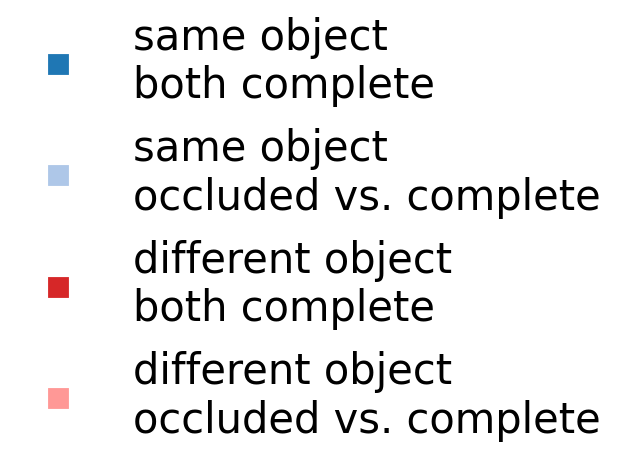 same object
both complete
same object
occluded vs. complete
different object
both complete
different object
occluded vs. complete